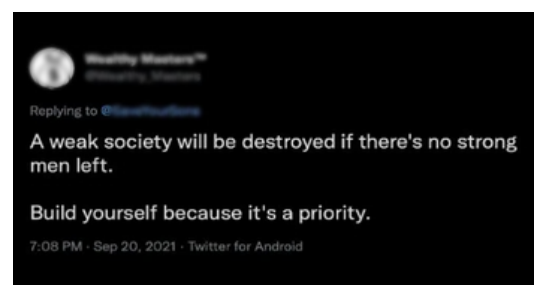 Replying to
A weak society will be destroyed if there's no strong
men left.
Build yourself because it's a priority.
7:08 PM · Sep 20, 2021 · Twitter for Android